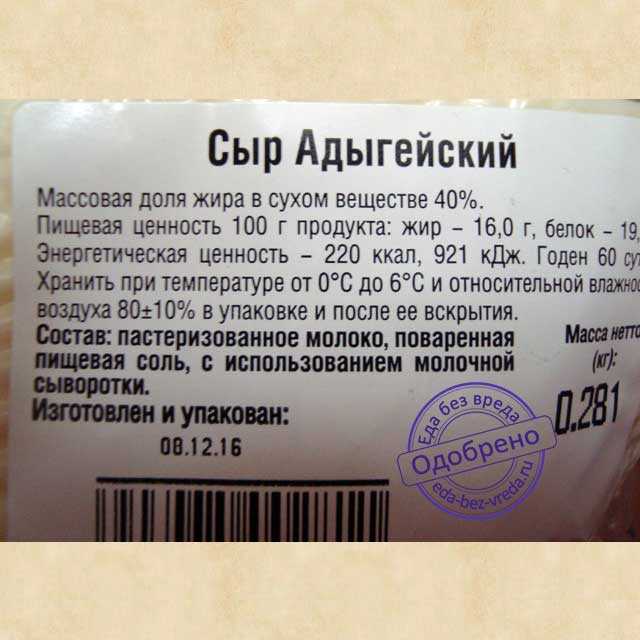 Сыр Адыгейский
Массовая доля жира в сухом веществе 40%.
Пищевая ценность 100 г продукта: жир – 16,0 г, белок – 19,
Энергетическая ценность – 220 ккал, 921 кДж. Годен 60 сут
Хранить при температуре от 0°С до 6°С и относительной влажнос
воздуха 80±10% в упаковке и после ее вскрытия.
Состав: пастеризованное молоко, поваренная
пищевая соль, с использованием молочной
сыворотки.
Масса нетто
(кг):
0.281
Изготовлен и упакован:
08.12.16
Еда без вреда
Одобрено
eda-bez-vreda.ru